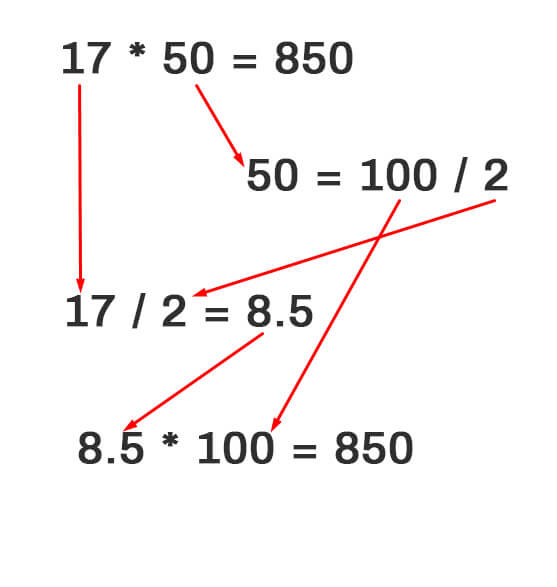 17 * 50 = 850
50 = 100 / 2
17 / 2 = 8.5
8.5 * 100 = 850